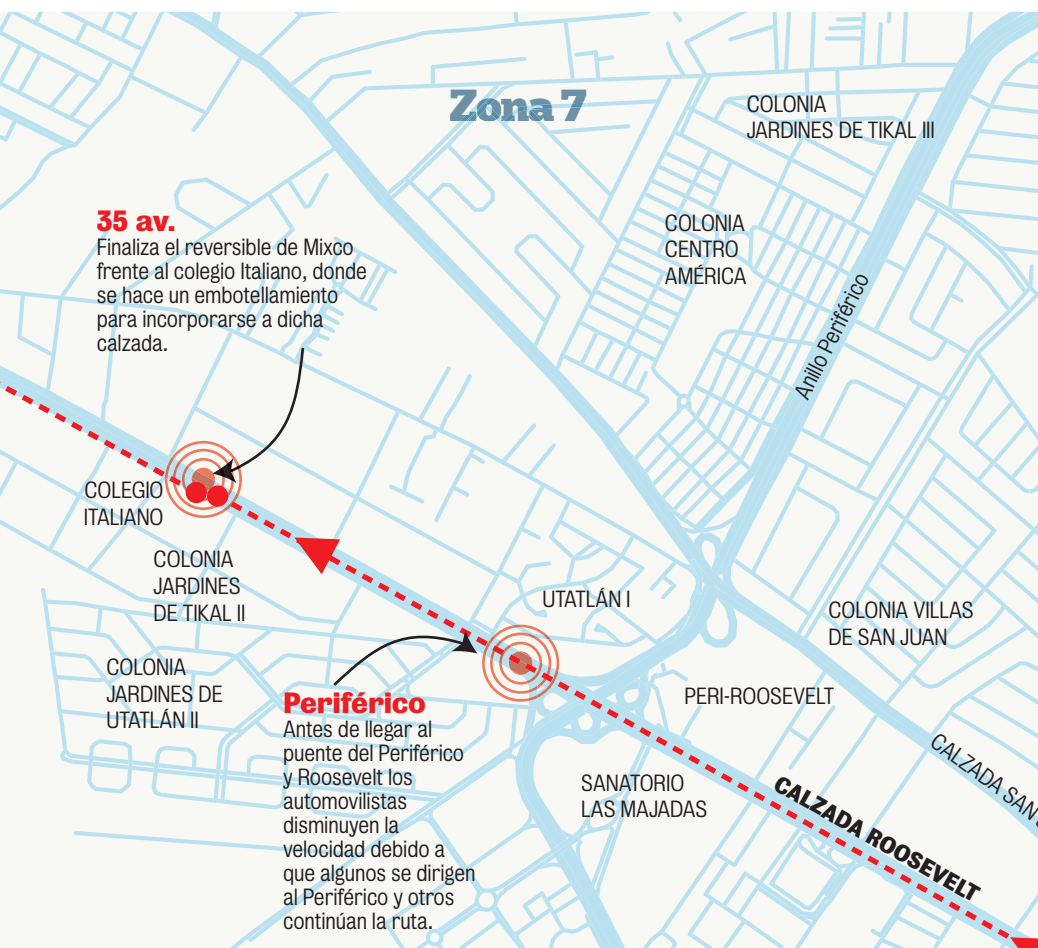 Zona 7
COLONIA
JARDINES DE TIKAL III
35 av.
Finaliza el reversible de Mixco
frente al colegio Italiano, donde
se hace un embotellamiento
para incorporarse a dicha
calzada.
COLONIA
CENTRO
AMÉRICA
Anillo Periférico
COLEGIO
ITALIANO
COLONIA
JARDINES
DE TIKAL II
UTATLÁN I
COLONIA VILLAS
DE SAN JUAN
COLONIA
JARDINES DE
UTATLÁN II
PERI-ROOSEVELT
Periférico
Antes de llegar al
puente del Periférico
y Roosevelt los
automovilistas
disminuyen la
velocidad debido a
que algunos se dirigen
al Periférico y otros
continúan la ruta.
SANATORIO
LAS MAJADAS
CALZADA ROOSEVELT
CALZADA SAN